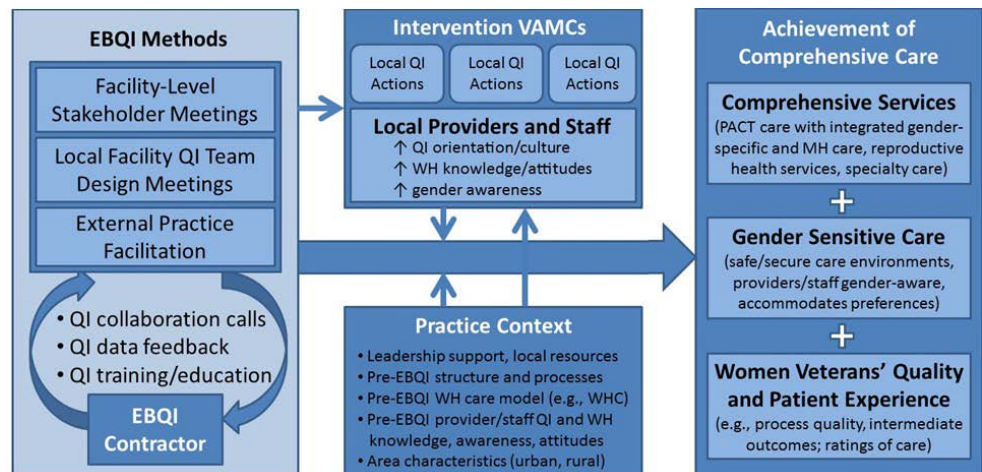 EBQI Methods
Facility-Level
Stakeholder Meetings
Local Facility QI Team
Design Meetings
External Practice
Facilitation
• QI collaboration calls
• QI data feedback
• QI training/education
EBQI
Contractor
Intervention VAMCs
Local QI
Actions
Local QI
Actions
Local QI
Actions
Local Providers and Staff
↑ QI orientation/culture
↑ WH knowledge/attitudes
↑ gender awareness
Practice Context
• Leadership support, local resources
• Pre-EBQI structure and processes
• Pre-EBQI WH care model (e.g., WHC)
• Pre-EBQI provider/staff QI and WH
knowledge, awareness, attitudes
• Area characteristics (urban, rural)
Achievement of
Comprehensive Care
Comprehensive Services
(PACT care with integrated gender-
specific and MH care, reproductive
health services, specialty care)
+
Gender Sensitive Care
(safe/secure care environments,
providers/staff gender-aware,
accommodates preferences)
+
Women Veterans’ Quality
and Patient Experience
(e.g., process quality, intermediate
outcomes; ratings of care)